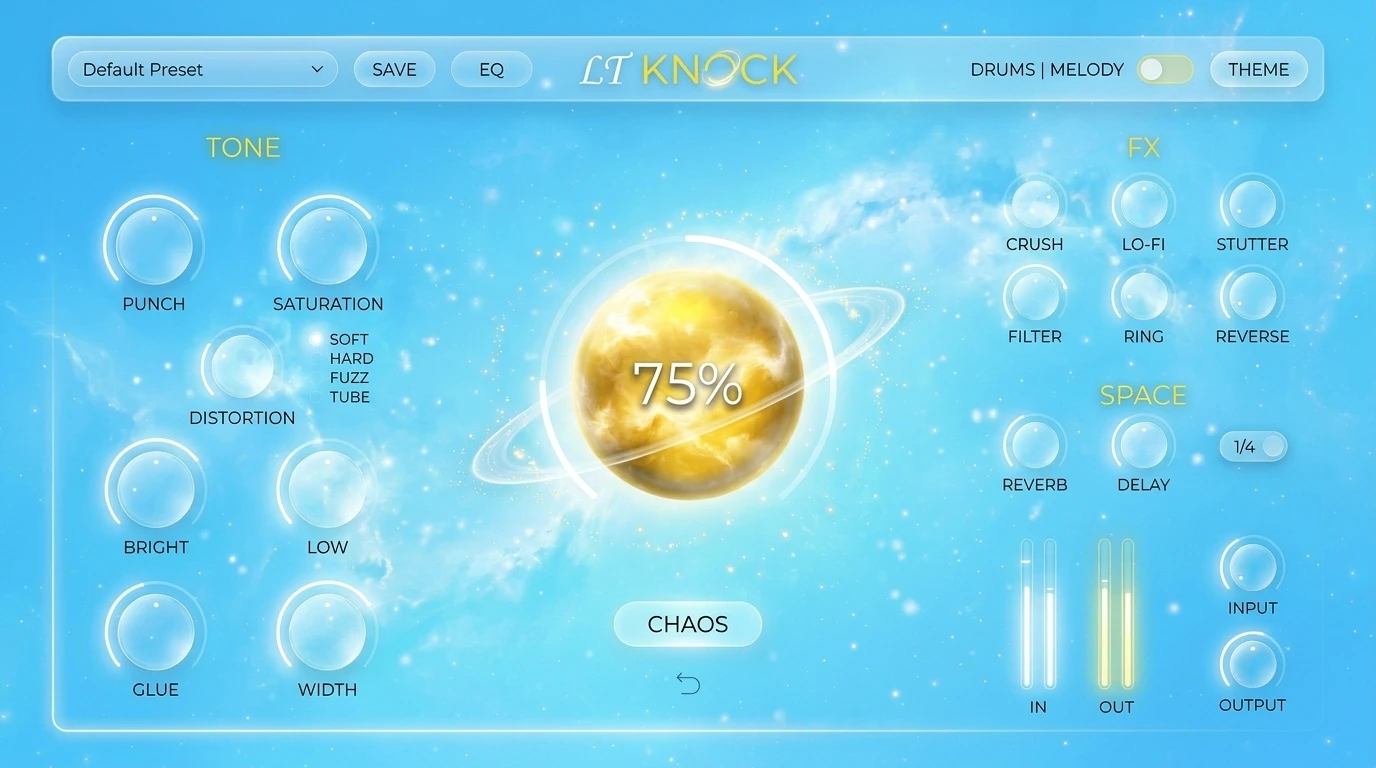 Default Preset
SAVE
EQ
LT KNOCK
DRUMS | MELODY
THEME
TONE
PUNCH
SATURATION
SOFT
HARD
FUZZ
TUBE
DISTORTION
BRIGHT
LOW
GLUE
WIDTH
75%
CHAOS
FX
CRUSH
LO-FI
STUTTER
FILTER
RING
REVERSE
SPACE
REVERB
DELAY
1/4
IN
OUT
INPUT
OUTPUT